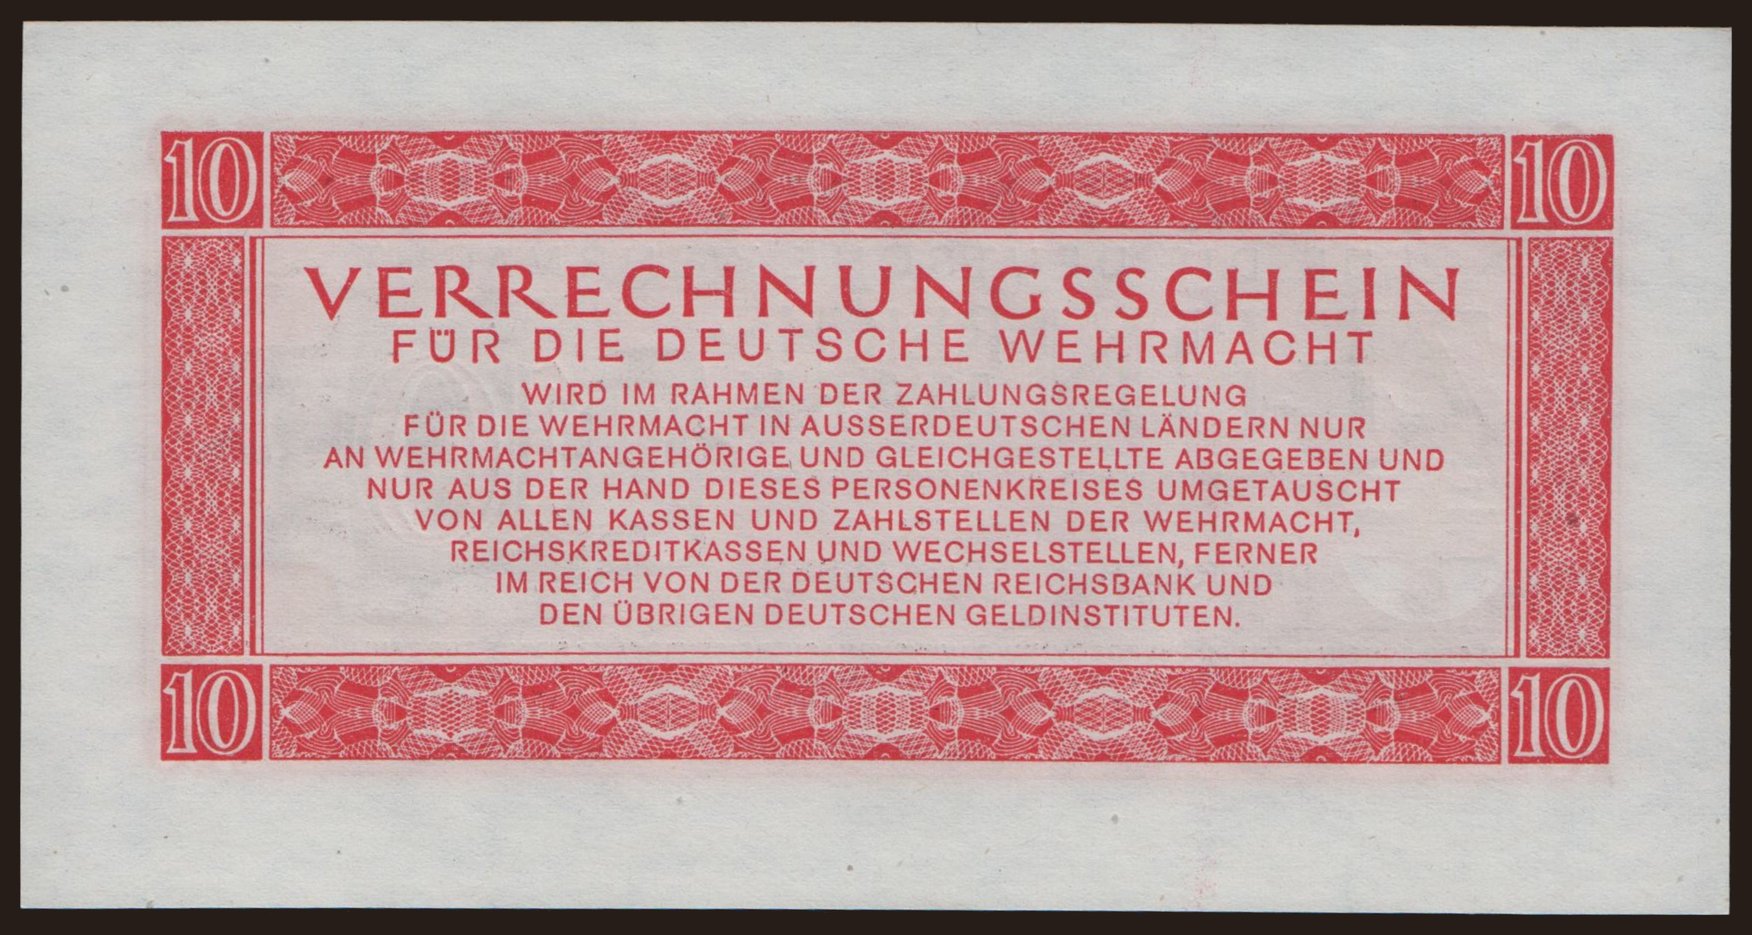 10 10
VERRECHNUNGSSCHEIN
FÜR DIE DEUTSCHE WEHRMACHT
WIRD IM RAHMEN DER ZAHLUNGSREGELUNG
FÜR DIE WEHRMACHT IN AUSSERDEUTSCHEN LÄNDERN NUR
AN WEHRMACHTANGEHÖRIGE UND GLEICHGESTELLTE ABGEGEBEN UND
NUR AUS DER HAND DIESES PERSONENKREISES UMGETAUSCHT
VON ALLEN KASSEN UND ZAHLSTELLEN DER WEHRMACHT,
REICHSKREDITKASSEN UND WECHSELSTELLEN, FERNER
IM REICH VON DER DEUTSCHEN REICHSBANK UND
DEN ÜBRIGEN DEUTSCHEN GELDINSTITUTEN.
10 10